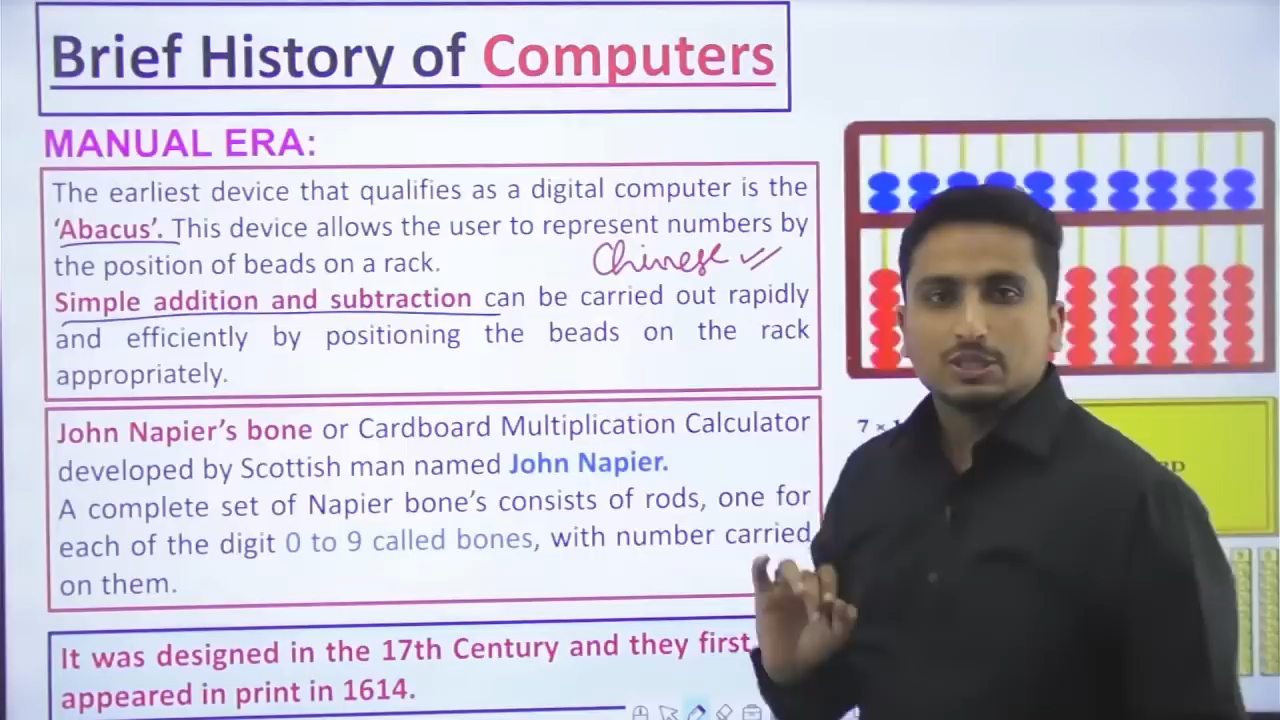 Brief History of Computers
MANUAL ERA:
The earliest device that qualifies as a digital computer is the
‘Abacus’. This device allows the user to represent numbers by
the position of beads on a rack.
Chinese
Simple addition and subtraction can be carried out rapidly
and efficiently by positioning the beads on the rack
appropriately.
John Napier’s bone or Cardboard Multiplication Calculator
developed by Scottish man named John Napier.
A complete set of Napier bone’s consists of rods, one for
each of the digit 0 to 9 called bones, with number carried
on them.
It was designed in the 17th Century and they first
appeared in print in 1614.
7 ×